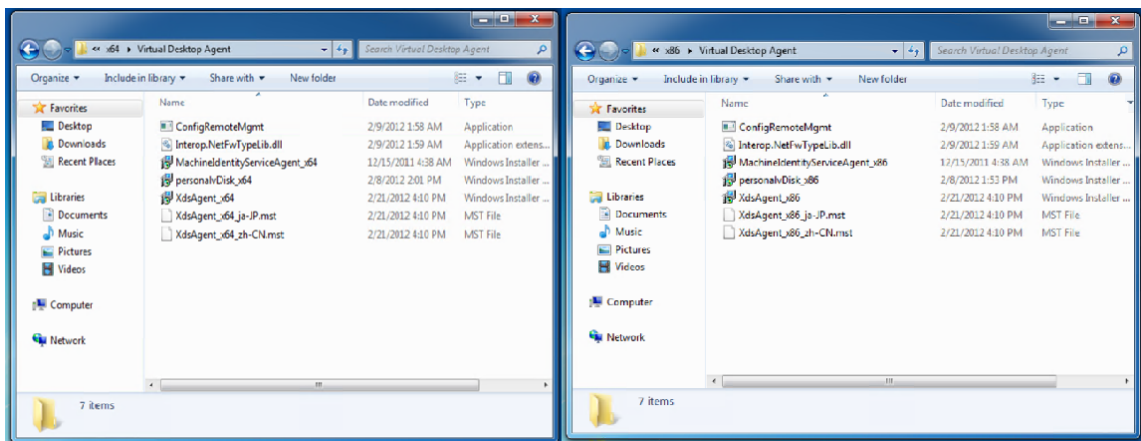 « x64 ▸ Virtual Desktop Agent
Search Virtual Desktop Agent
Organize Include in library Share with New folder
Favorites
Desktop
Downloads
Recent Places
Libraries
Documents
Music
Pictures
Videos
Computer
Network
Name Date modified Type
ConfigRemoteMgmt 2/9/2012 1:58 AM Application
Interop.NetFwTypeLib.dll 2/9/2012 1:59 AM Application extens...
MachineIdentityServiceAgent_x64 12/15/2011 4:38 AM Windows Installer ...
personalvDisk_x64 2/8/2012 2:01 PM Windows Installer ...
XdsAgent_x64 2/21/2012 4:10 PM Windows Installer ...
XdsAgent_x64_ja-JP.mst 2/21/2012 4:10 PM MST File
XdsAgent_x64_zh-CN.mst 2/21/2012 4:10 PM MST File
7 items
« x86 ▸ Virtual Desktop Agent
Search Virtual Desktop Agent
Organize Include in library Share with New folder
Favorites
Desktop
Downloads
Recent Places
Libraries
Documents
Music
Pictures
Videos
Computer
Network
Name Date modified Type
ConfigRemoteMgmt 2/9/2012 1:58 AM Application
Interop.NetFwTypeLib.dll 2/9/2012 1:59 AM Application extens...
MachineIdentityServiceAgent_x86 12/15/2011 4:38 AM Windows Installer ...
personalvDisk_x86 2/8/2012 1:53 PM Windows Installer ...
XdsAgent_x86 2/21/2012 4:10 PM Windows Installer ...
XdsAgent_x86_ja-JP.mst 2/21/2012 4:10 PM MST File
XdsAgent_x86_zh-CN.mst 2/21/2012 4:10 PM MST File
7 items